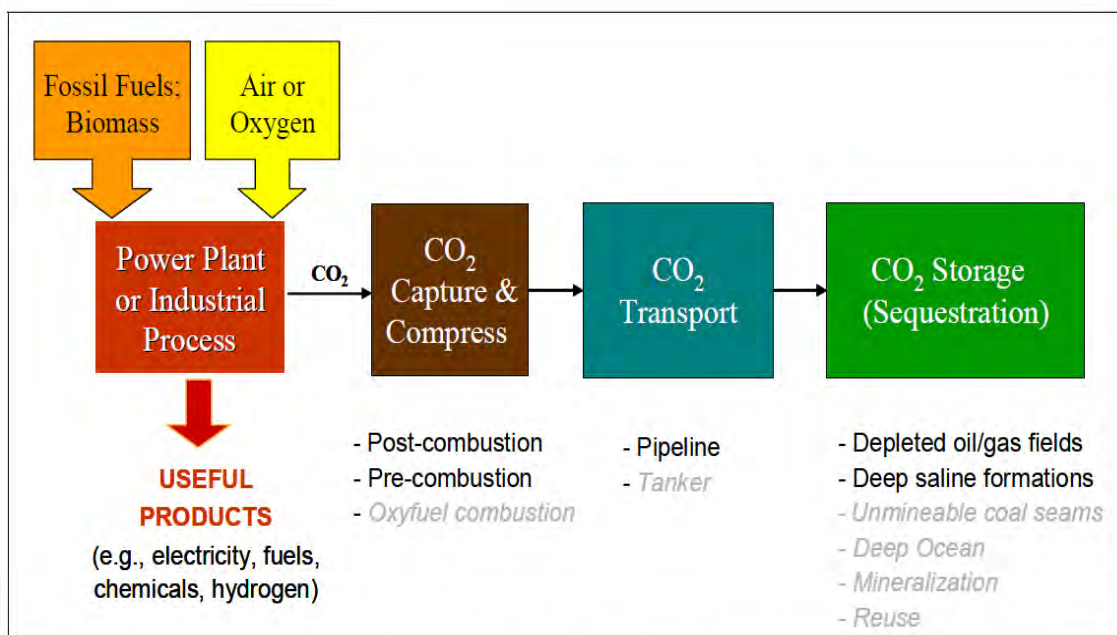 Fossil Fuels;
Biomass
Air or
Oxygen
Power Plant
or Industrial
Process
CO₂
CO₂
Capture &
Compress
CO₂
Transport
CO₂ Storage
(Sequestration)
USEFUL
PRODUCTS
(e.g., electricity, fuels,
chemicals, hydrogen)
- Post-combustion
- Pre-combustion
- Oxyfuel combustion
- Pipeline
- Tanker
- Depleted oil/gas fields
- Deep saline formations
- Unmineable coal seams
- Deep Ocean
- Mineralization
- Reuse